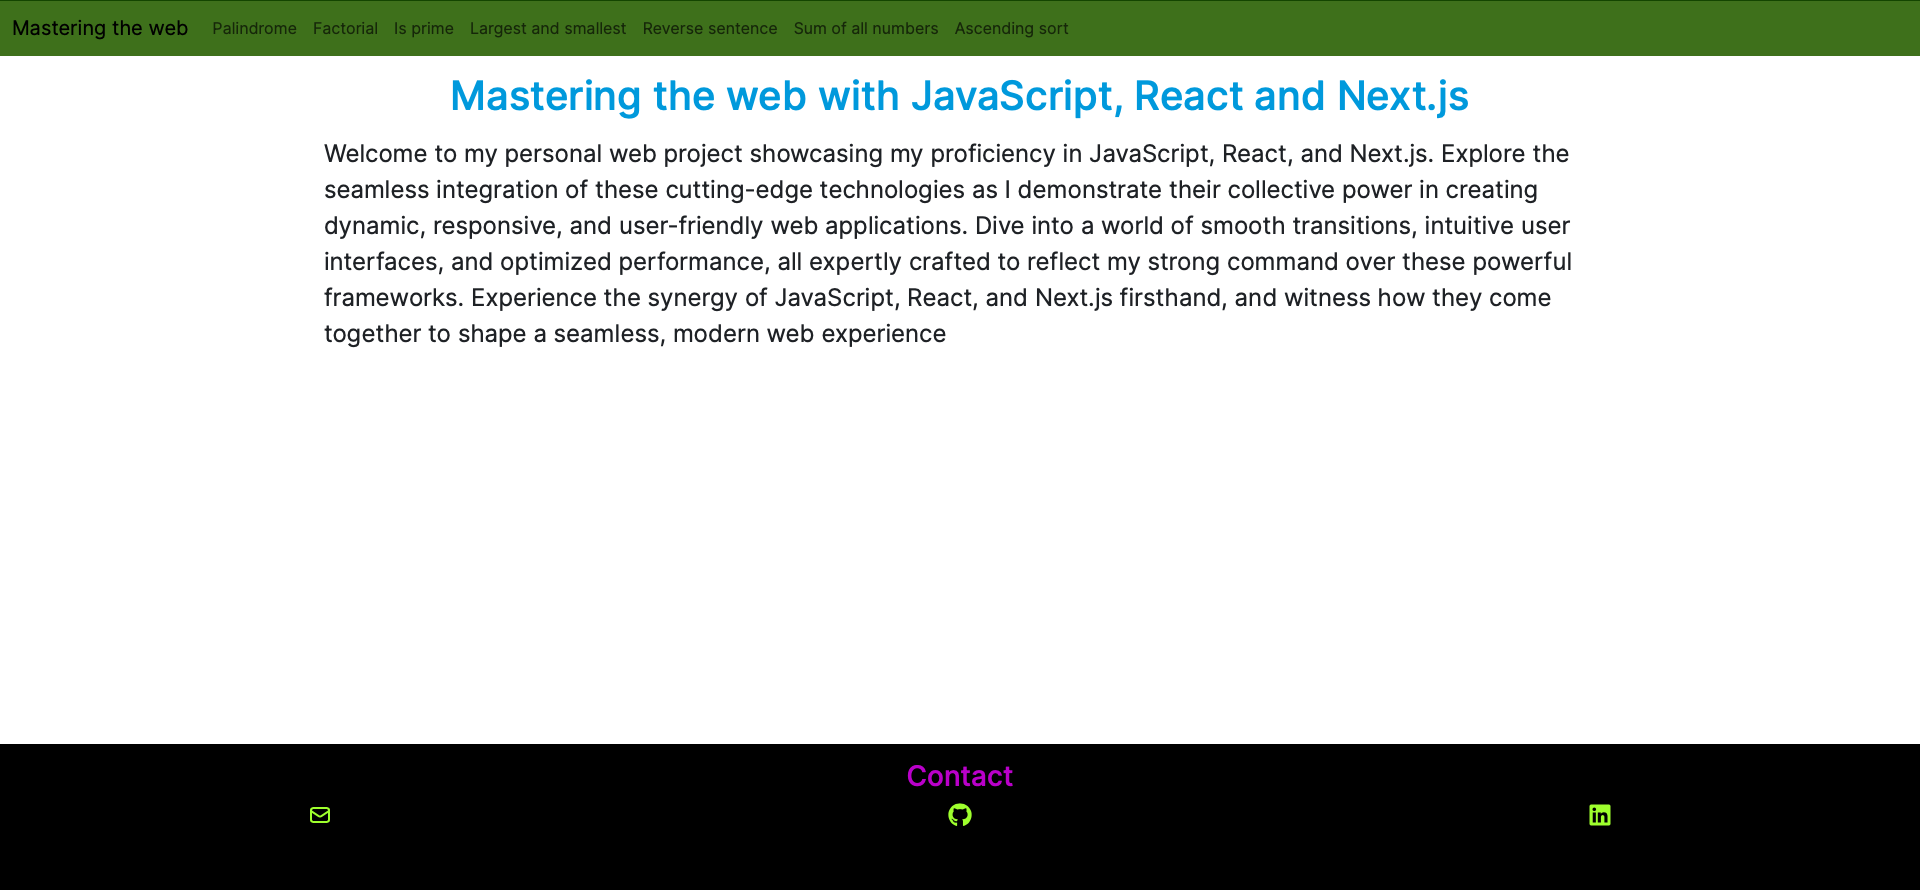 Mastering the web Palindrome Factorial Is prime Largest and smallest Reverse sentence Sum of all numbers Ascending sort
Mastering the web with JavaScript, React and Next.js
Welcome to my personal web project showcasing my proficiency in JavaScript, React, and Next.js. Explore the
seamless integration of these cutting-edge technologies as I demonstrate their collective power in creating
dynamic, responsive, and user-friendly web applications. Dive into a world of smooth transitions, intuitive user
interfaces, and optimized performance, all expertly crafted to reflect my strong command over these powerful
frameworks. Experience the synergy of JavaScript, React, and Next.js firsthand, and witness how they come
together to shape a seamless, modern web experience
Contact